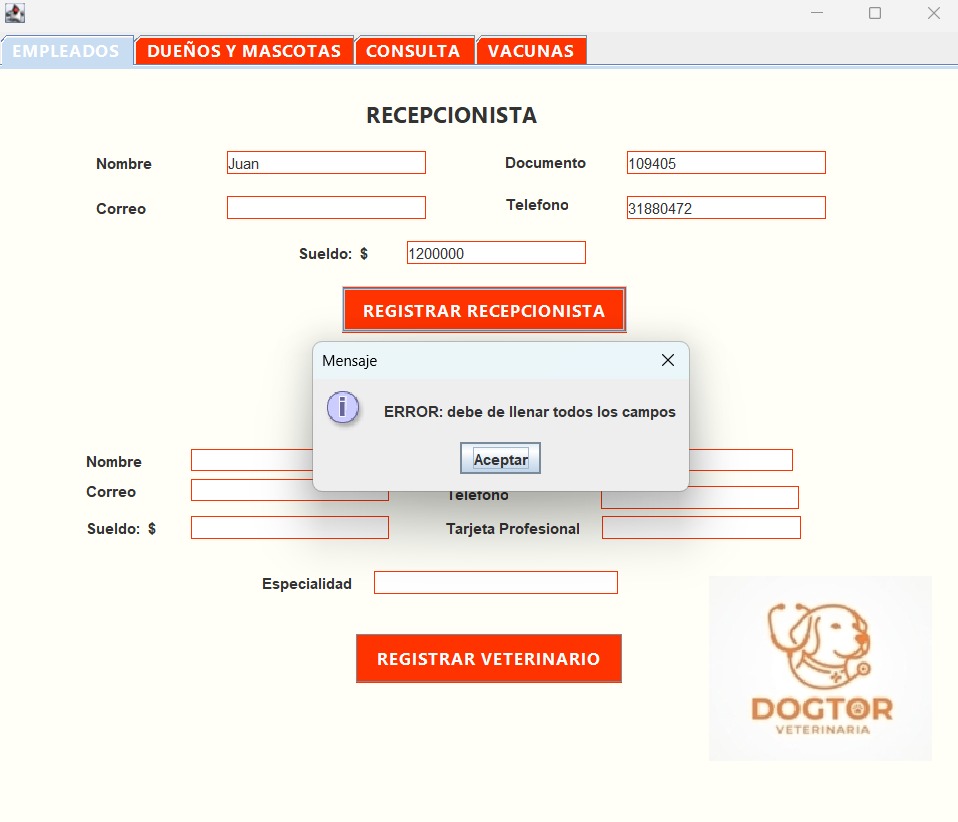 EMPLEADOS DUEÑOS Y MASCOTAS CONSULTA VACUNAS
RECEPCIONISTA
Nombre Juan Documento 109405
Correo Telefono 31880472
Sueldo: $ 1200000
REGISTRAR RECEPCIONISTA
Mensaje
ERROR: debe de llenar todos los campos
Aceptar
Nombre
Correo Telefono
Sueldo: $ Tarjeta Profesional
Especialidad
REGISTRAR VETERINARIO
DOGTOR
VETERINARIA